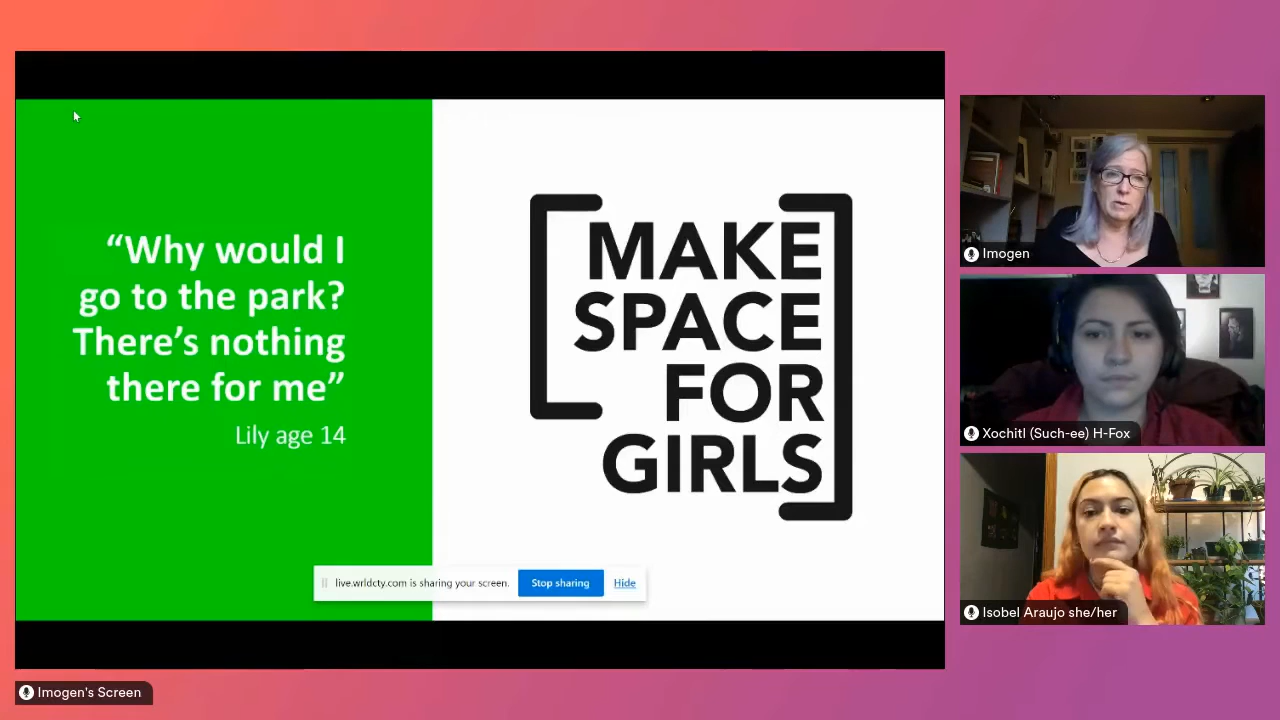 “Why would I
go to the park?
There’s nothing
there for me”
Lily age 14
MAKE
SPACE
FOR
GIRLS
live.wrldcty.com is sharing your screen. Stop sharing Hide
Imogen
Xochitl (Such-ee) H-Fox
Isobel Araujo she/her
Imogen's Screen